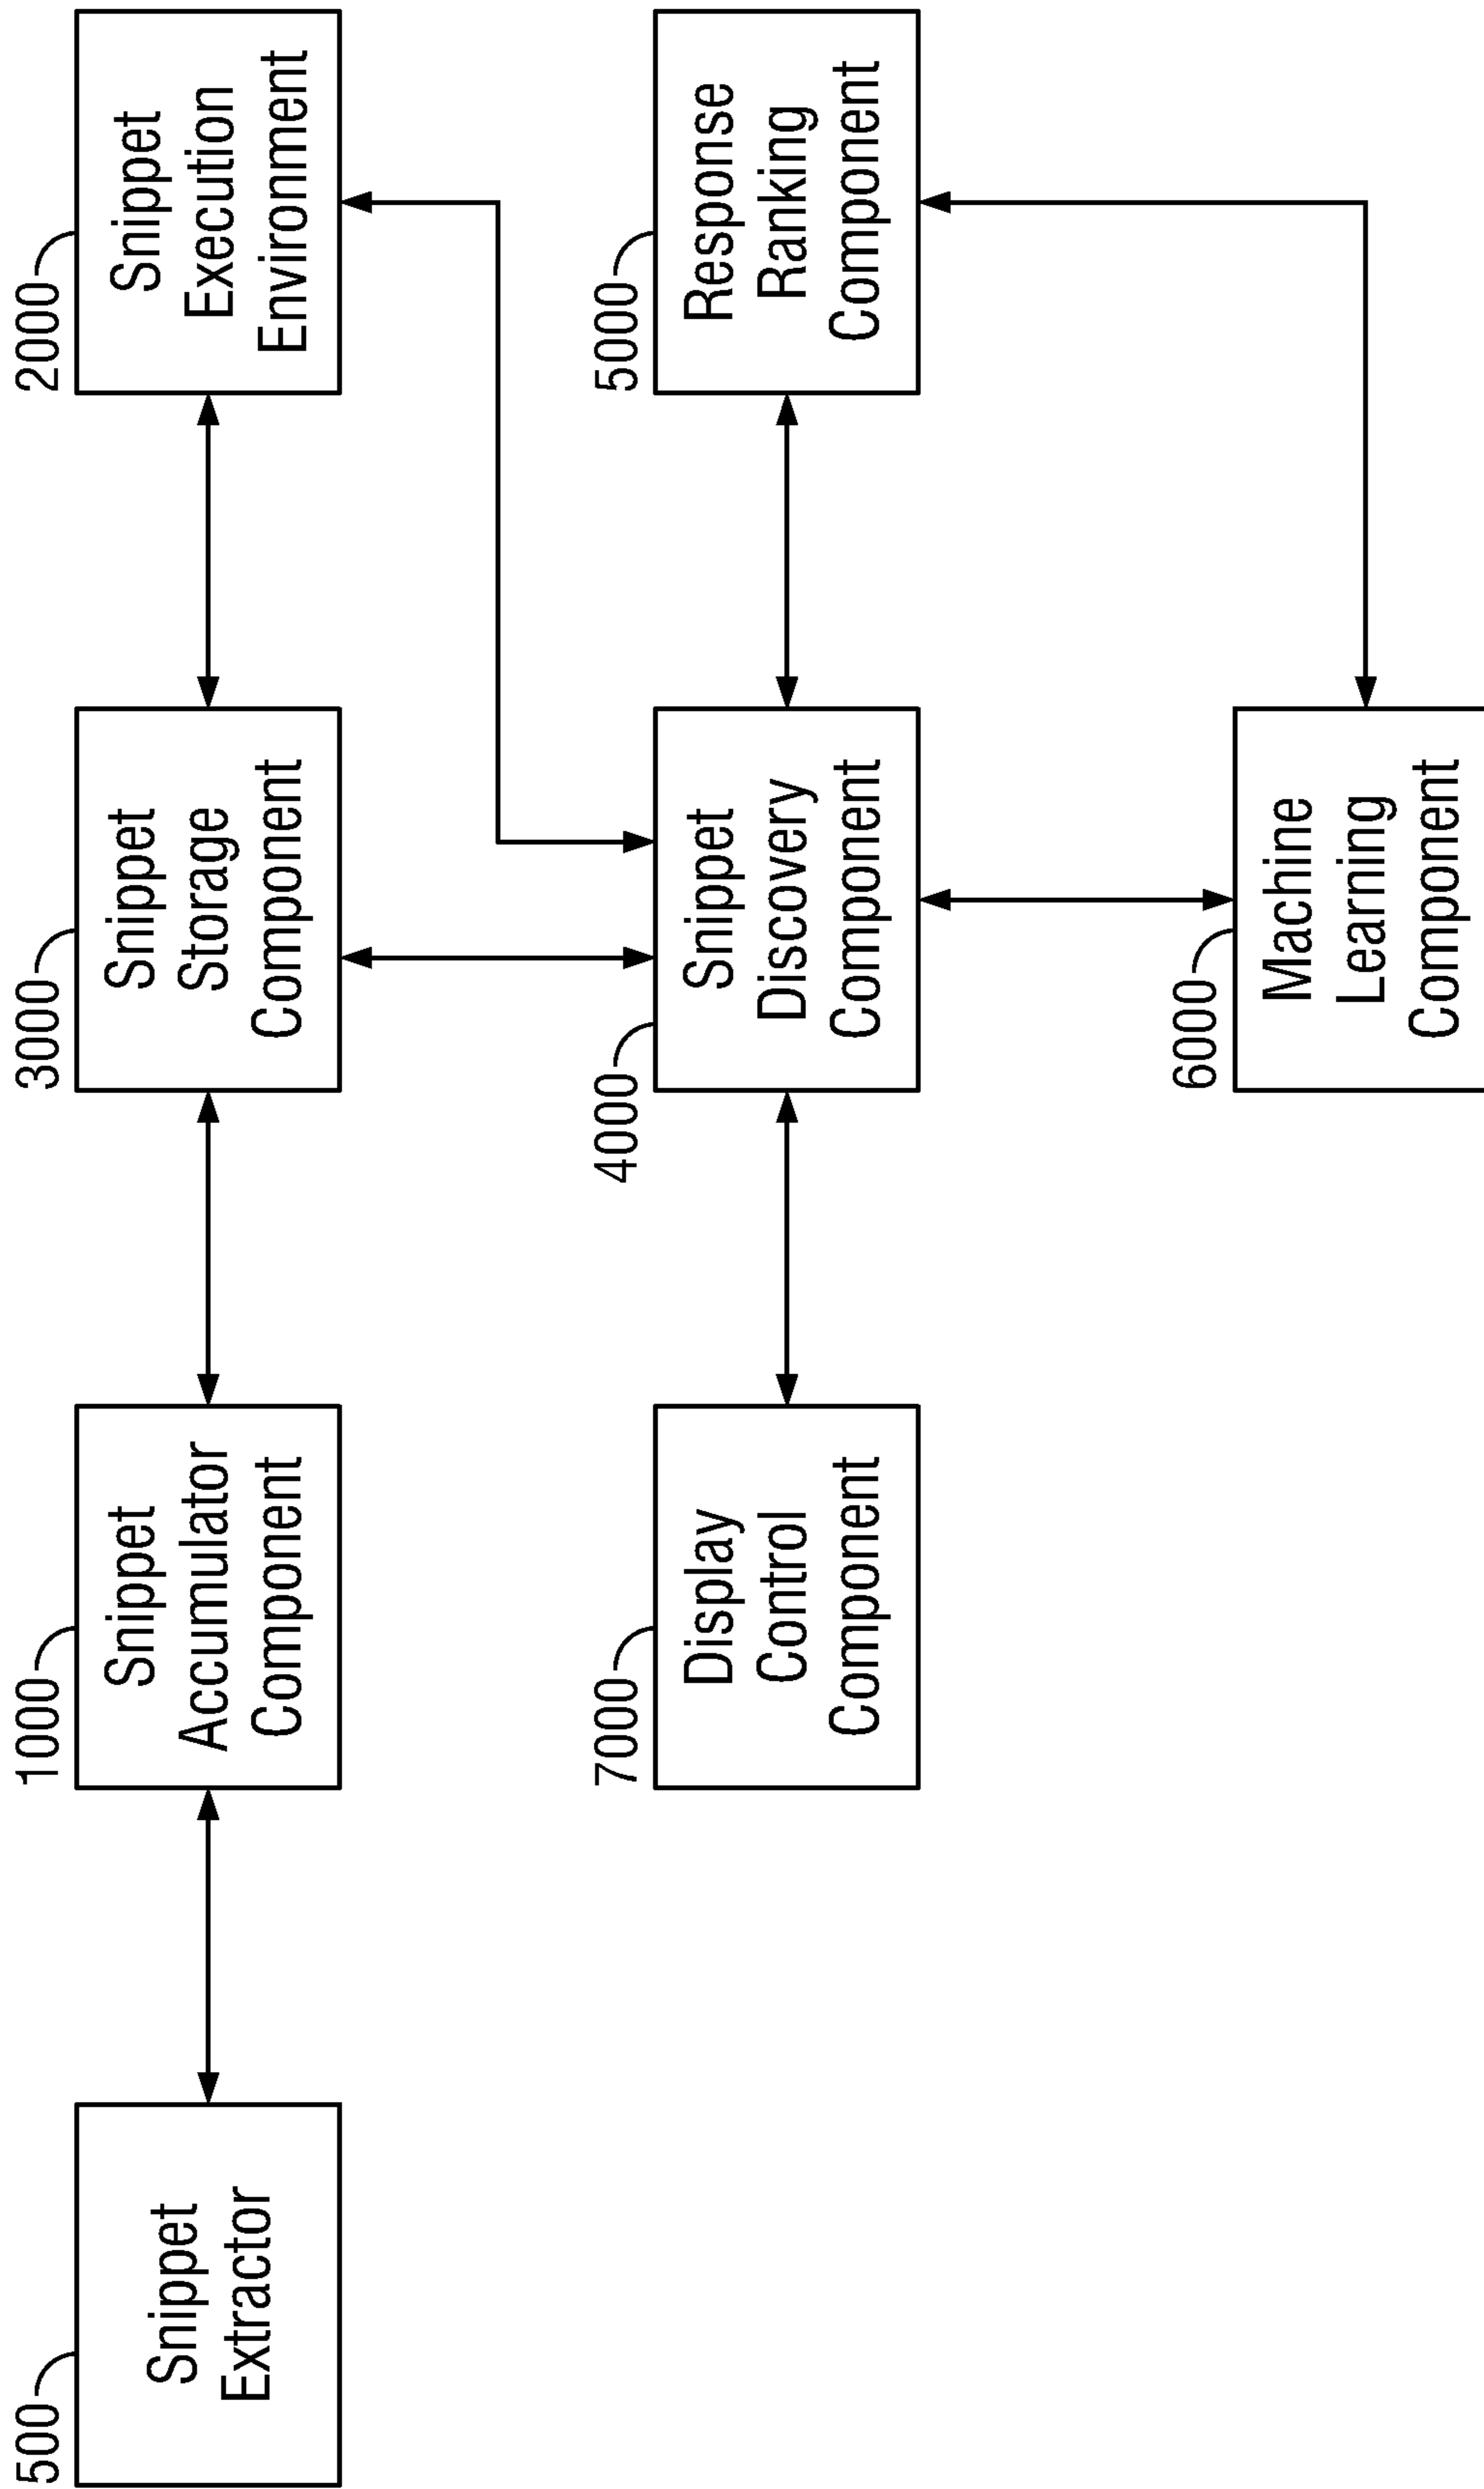 500
Snippet
Extractor
1000
Snippet
Accumulator
Component
3000
Snippet
Storage
Component
2000
Snippet
Execution
Environment
7000
Display
Control
Component
4000
Snippet
Discovery
Component
5000
Response
Ranking
Component
6000
Machine
Learning
Component